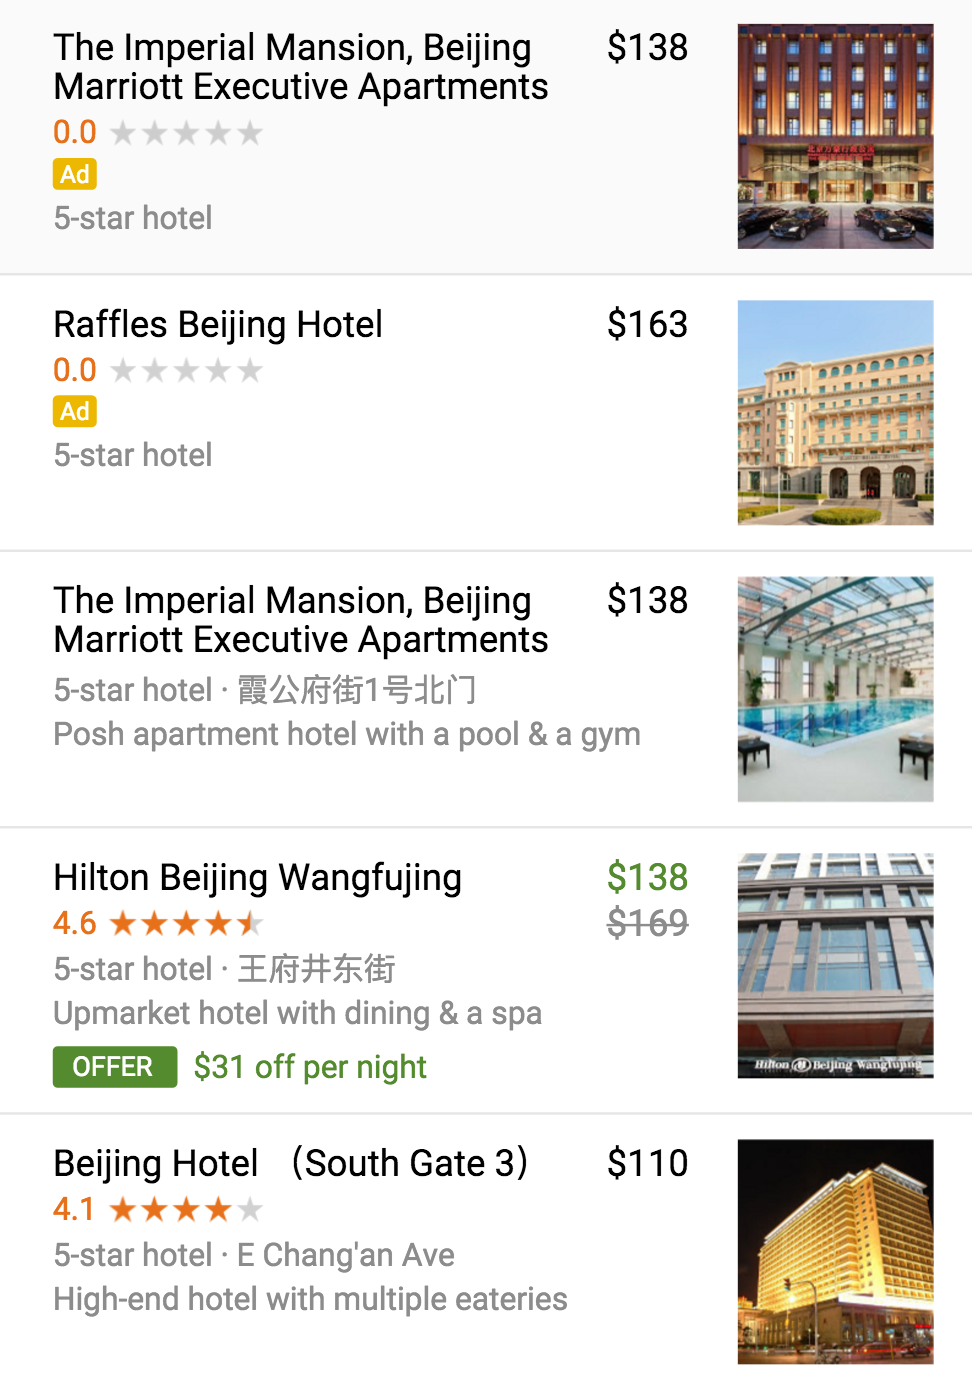 The Imperial Mansion, Beijing $138
Marriott Executive Apartments
0.0
Ad
5-star hotel
Raffles Beijing Hotel $163
0.0
Ad
5-star hotel
The Imperial Mansion, Beijing $138
Marriott Executive Apartments
5-star hotel · 霞公府街1号北门
Posh apartment hotel with a pool & a gym
Hilton Beijing Wangfujing $138
4.6 $169
5-star hotel · 王府井东街
Upmarket hotel with dining & a spa
OFFER $31 off per night
Hilton Beijing Wangfujing
Beijing Hotel （South Gate 3） $110
4.1
5-star hotel · E Chang'an Ave
High-end hotel with multiple eateries